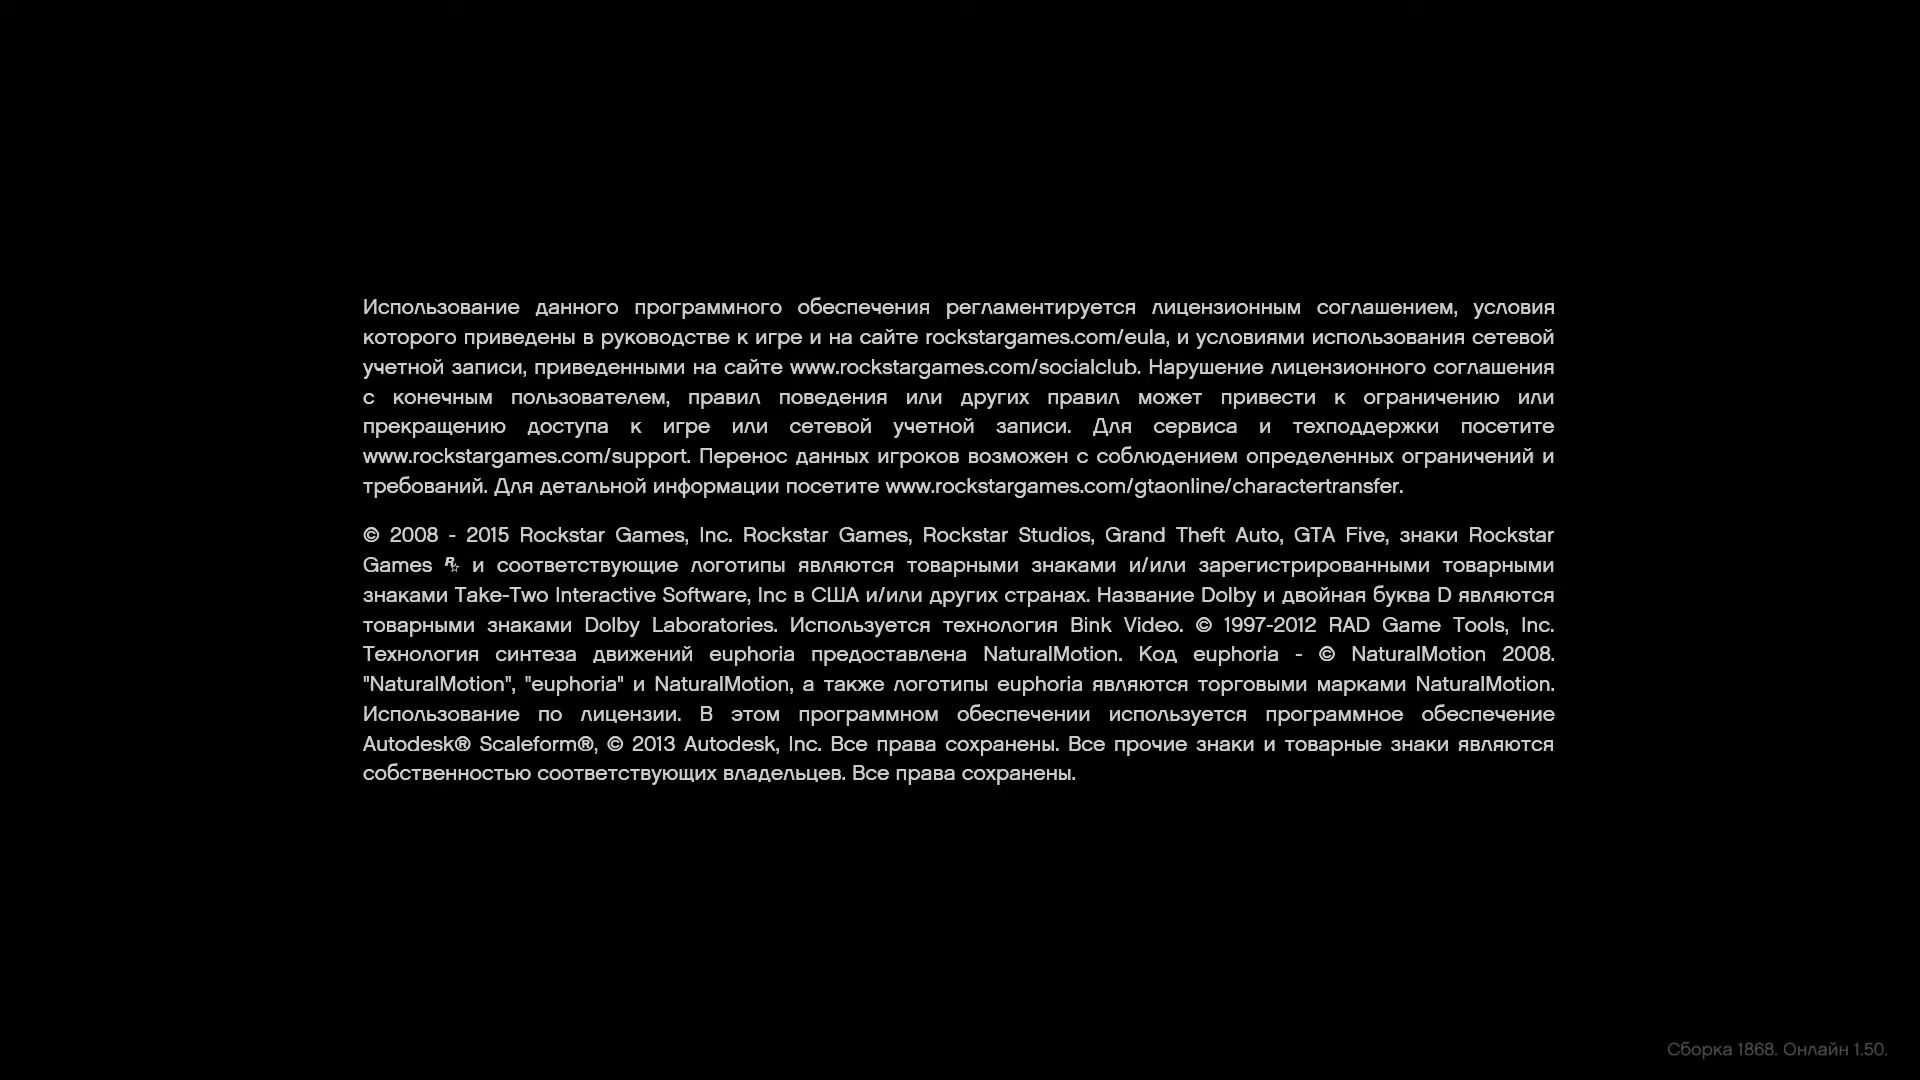 Использование данного программного обеспечения регламентируется лицензионным соглашением, условия
которого приведены в руководстве к игре и на сайте rockstargames.com/eula, и условиями использования сетевой
учетной записи, приведенными на сайте www.rockstargames.com/socialclub. Нарушение лицензионного соглашения
с конечным пользователем, правил поведения или других правил может привести к ограничению или
прекращению доступа к игре или сетевой учетной записи. Для сервиса и техподдержки посетите
www.rockstargames.com/support. Перенос данных игроков возможен с соблюдением определенных ограничений и
требований. Для детальной информации посетите www.rockstargames.com/gtaonline/charactertransfer.
© 2008 - 2015 Rockstar Games, Inc. Rockstar Games, Rockstar Studios, Grand Theft Auto, GTA Five, знаки Rockstar
Games R☆ и соответствующие логотипы являются товарными знаками и/или зарегистрированными товарными
знаками Take-Two Interactive Software, Inc в США и/или других странах. Название Dolby и двойная буква D являются
товарными знаками Dolby Laboratories. Используется технология Bink Video. © 1997-2012 RAD Game Tools, Inc.
Технология синтеза движений euphoria предоставлена NaturalMotion. Код euphoria - © NaturalMotion 2008.
"NaturalMotion", "euphoria" и NaturalMotion, а также логотипы euphoria являются торговыми марками NaturalMotion.
Использование по лицензии. В этом программном обеспечении используется программное обеспечение
Autodesk® Scaleform®, © 2013 Autodesk, Inc. Все права сохранены. Все прочие знаки и товарные знаки являются
собственностью соответствующих владельцев. Все права сохранены.
Сборка 1868. Онлайн 1.50.